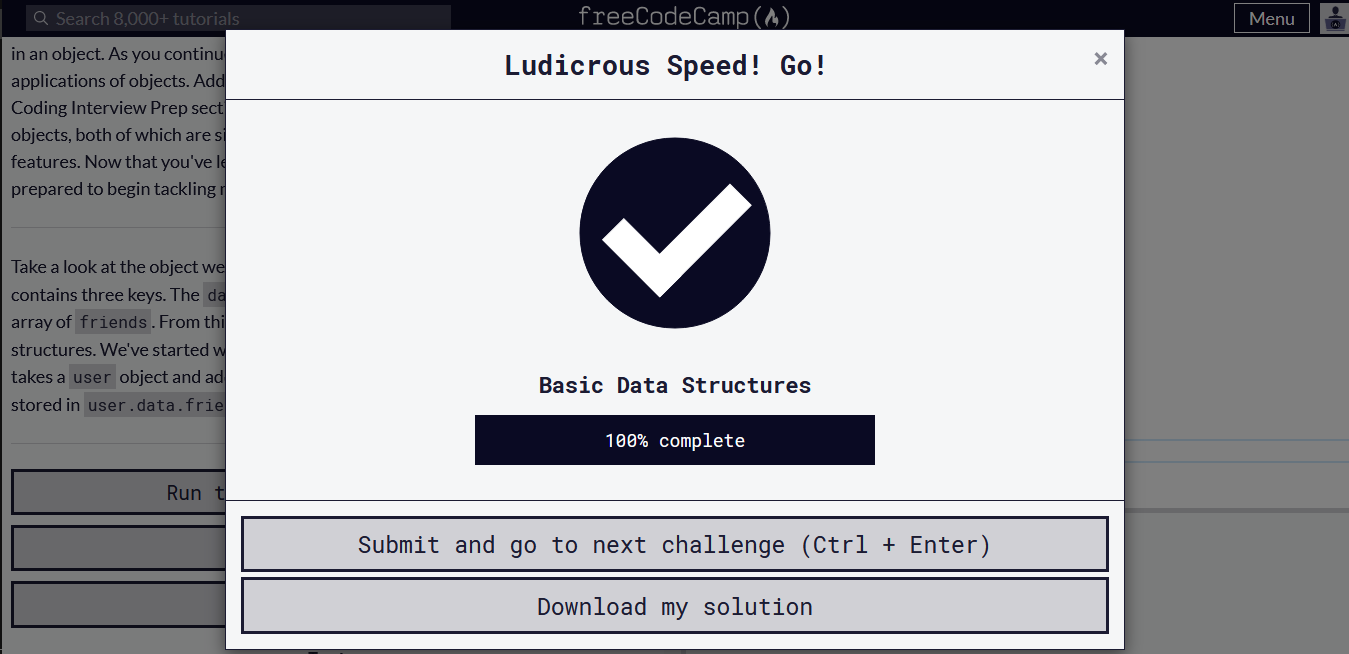 Search 8,000+ tutorials
freeCodeCamp(🔥)
Menu
in an object. As you continue
applications of objects. Add
Coding Interview Prep sect
objects, both of which are si
features. Now that you've le
prepared to begin tackling
Take a look at the object we
contains three keys. The da
array of friends. From thi
structures. We've started w
takes a user object and ad
stored in user.data.frie
Run t
Ludicrous Speed! Go!
×
Basic Data Structures
100% complete
Submit and go to next challenge (Ctrl + Enter)
Download my solution